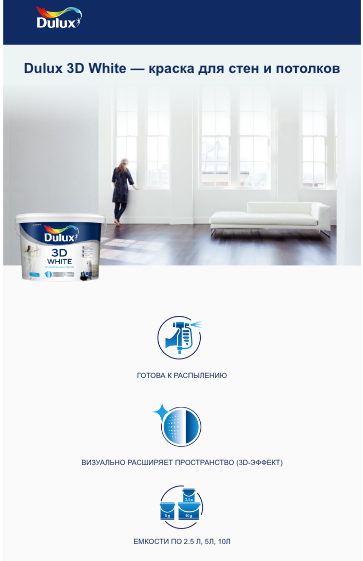 Dulux
Dulux 3D White — краска для стен и потолков
Dulux
3D
WHITE
ГОТОВА К РАСПЫЛЕНИЮ
ВИЗУАЛЬНО РАСШИРЯЕТ ПРОСТРАНСТВО (3D-ЭФФЕКТ)
ЕМКОСТИ ПО 2.5 Л, 5Л, 10Л